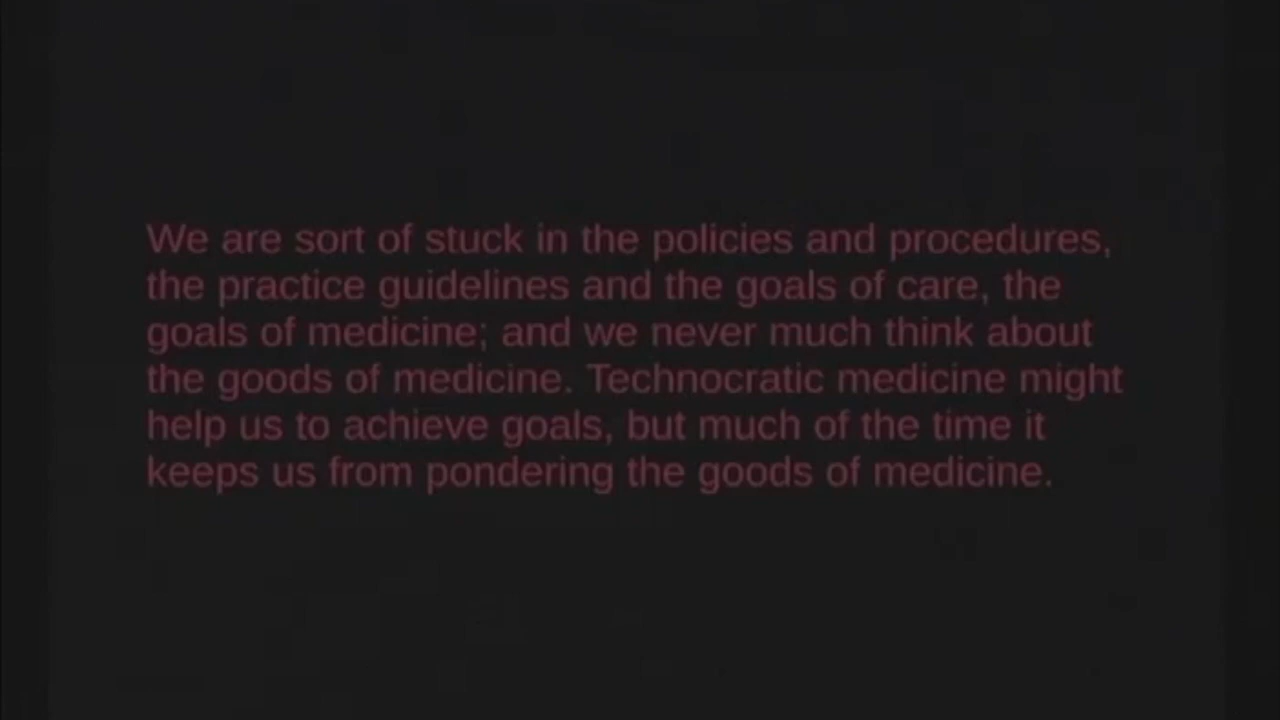 We are sort of stuck in the policies and procedures,
the practice guidelines and the goals of care, the
goals of medicine; and we never much think about
the goods of medicine. Technocratic medicine might
help us to achieve goals, but much of the time it
keeps us from pondering the goods of medicine.